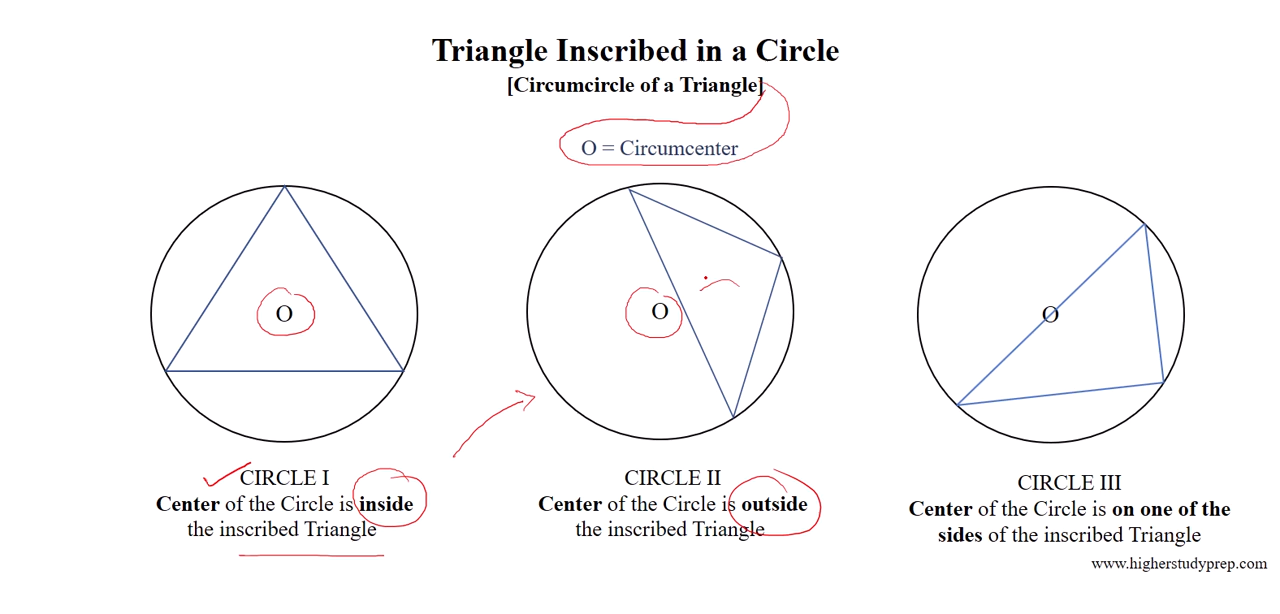 Triangle Inscribed in a Circle
[Circumcircle of a Triangle]
O = Circumcenter
O
O
O
CIRCLE I
Center of the Circle is inside
the inscribed Triangle
CIRCLE II
Center of the Circle is outside
the inscribed Triangle
CIRCLE III
Center of the Circle is on one of the
sides of the inscribed Triangle
www.higherstudyprep.com